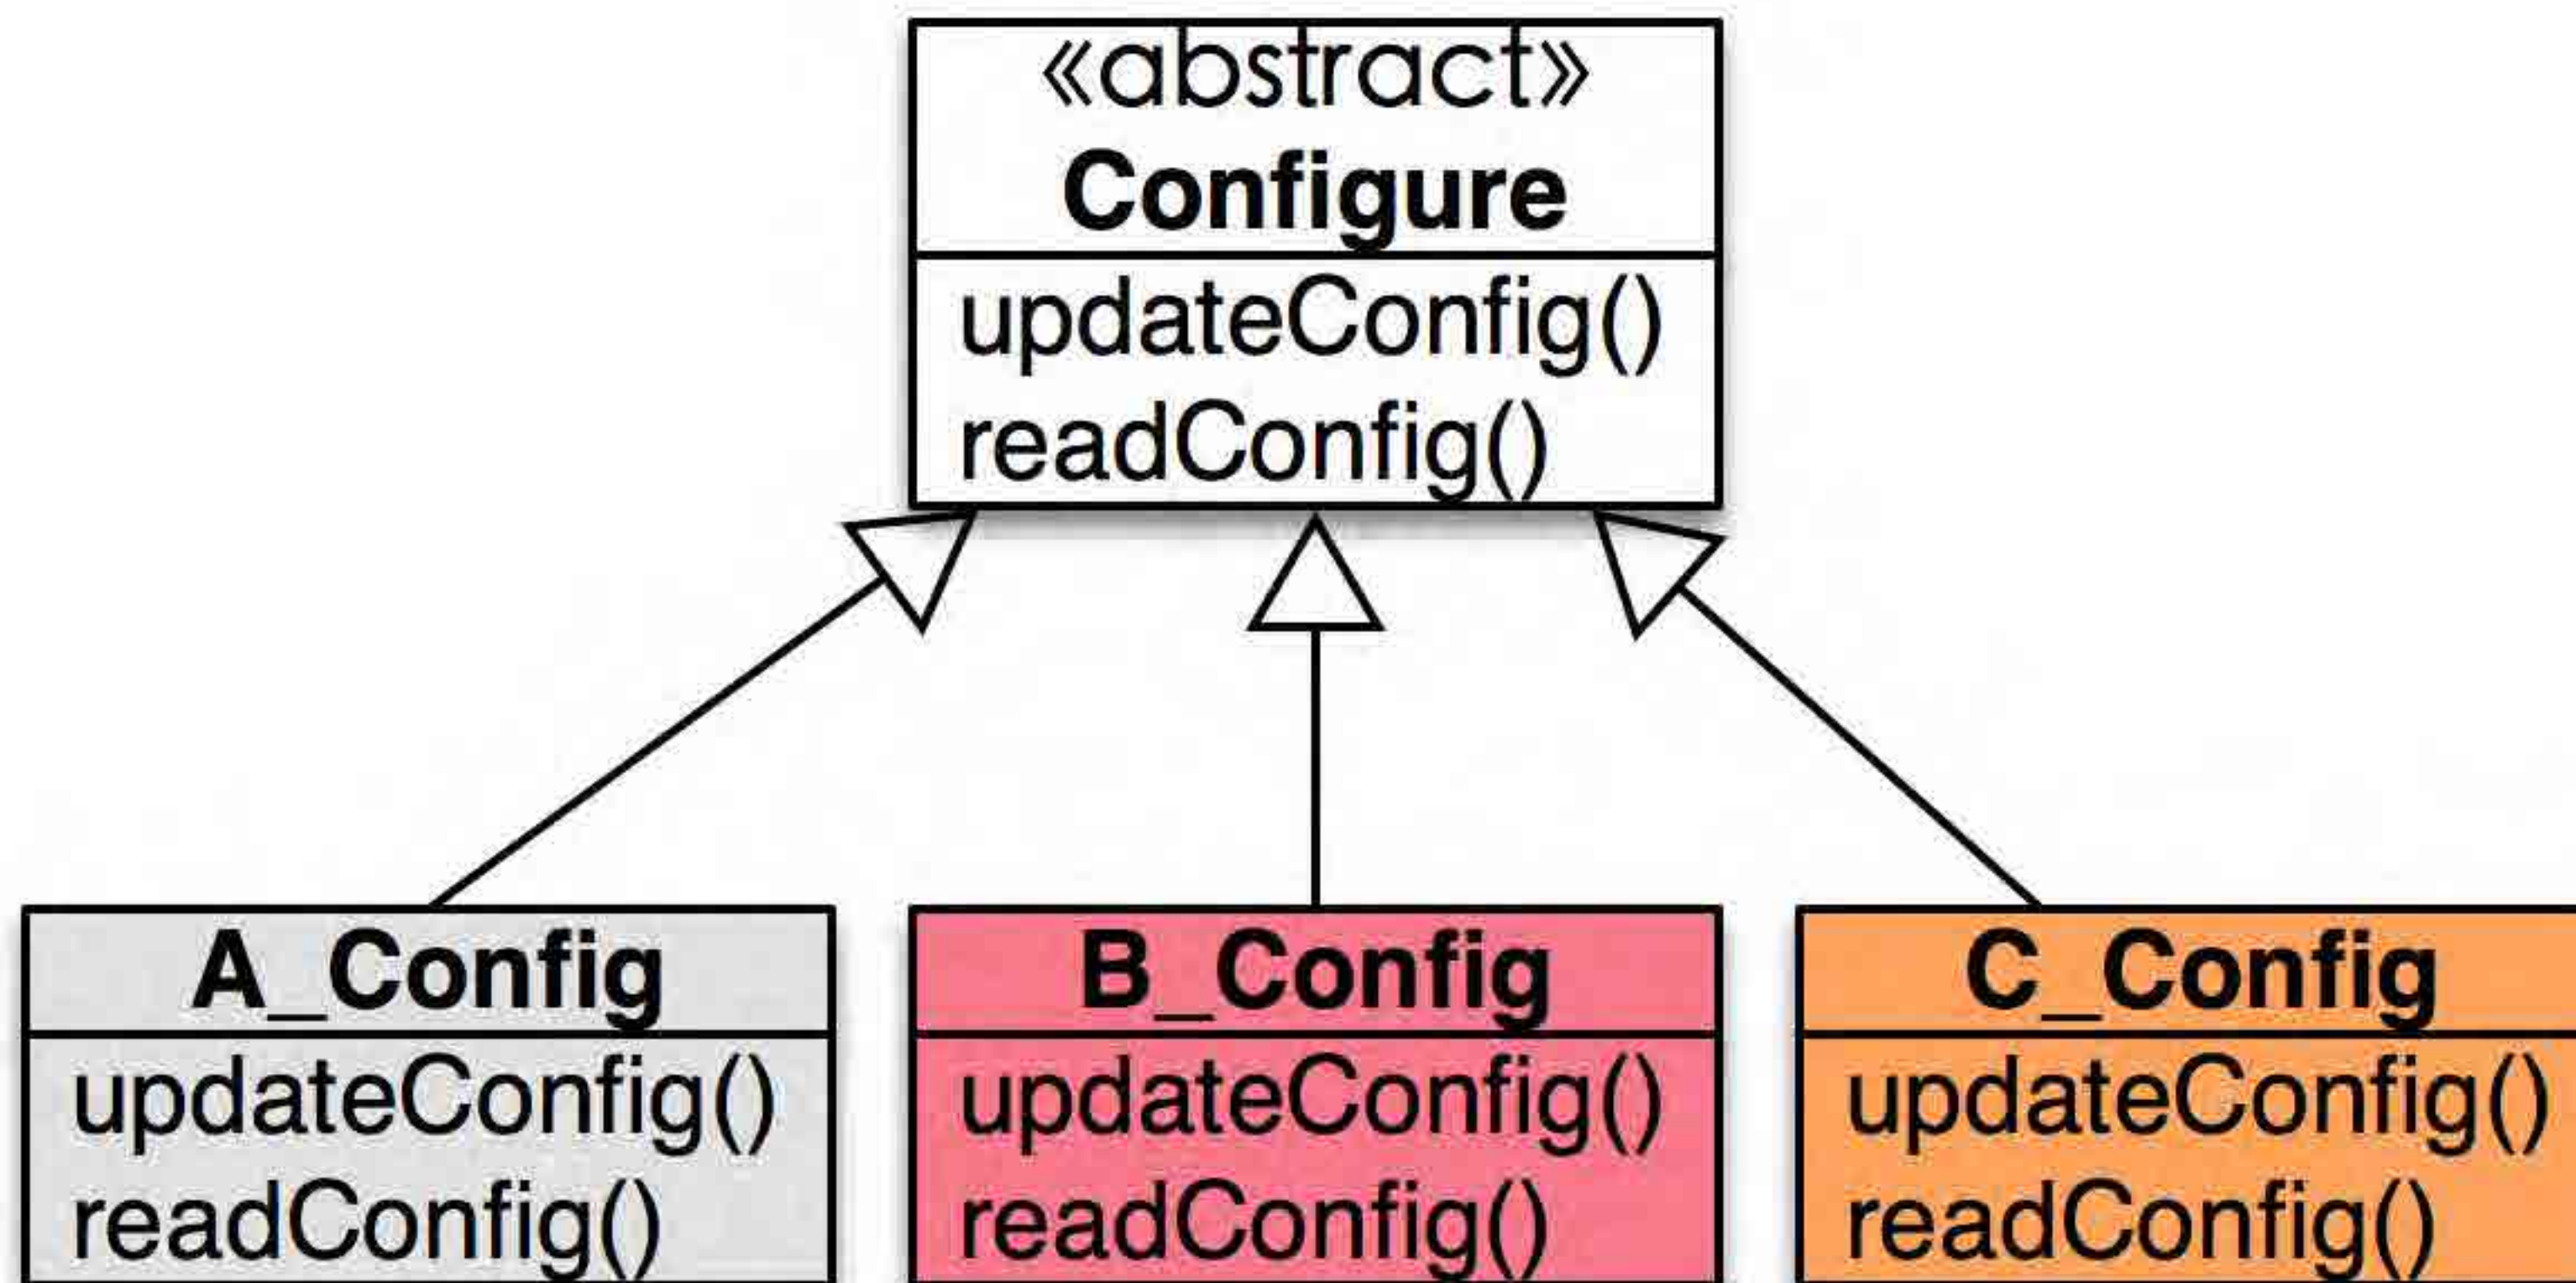 《abstract》
Configure
updateConfig()
readConfig()
A_Config
updateConfig()
readConfig()
B_Config
updateConfig()
readConfig()
C_Config
updateConfig()
readConfig()